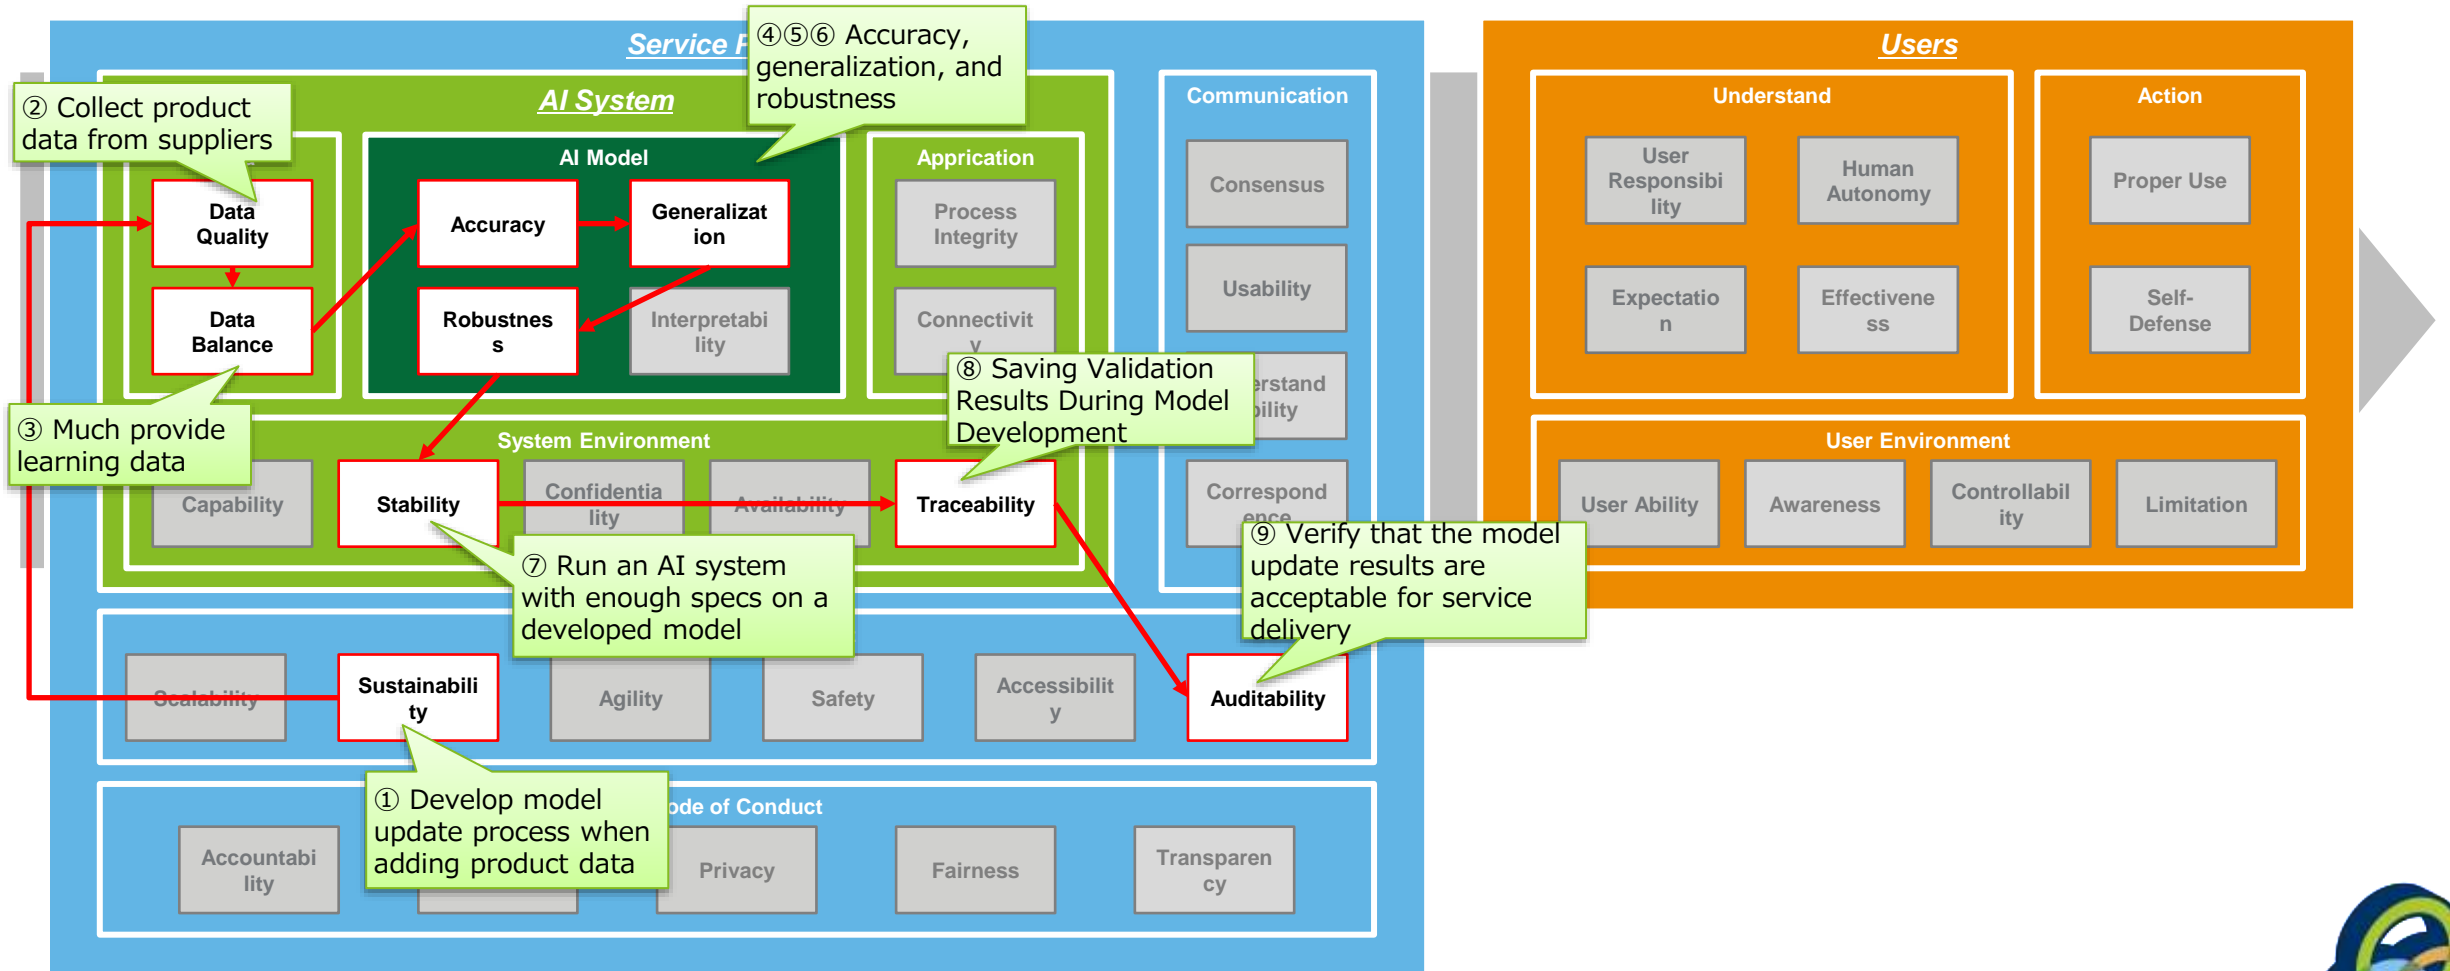 Service
④⑤⑥ Accuracy,
generalization, and
robustness
Users
② Collect product
data from suppliers
AI System
AI Model
Apprication
Communication
Understand
Action
Data
Quality
Accuracy
Generalizat
ion
Process
Integrity
Consensus
User
Responsibi
lity
Human
Autonomy
Proper Use
Data
Balance
Robustnes
s
Interpretabi
lity
Connectivit
y
Usability
Expectatio
n
Effectivene
ss
Self-
Defense
③ Much provide
learning data
⑧ Saving Validation
Results During Model
Development
erstand
bility
System Environment
User Environment
Capability
Stability
Confidentia
lity
Availability
Traceability
Correspond
ence
User Ability
Awareness
Controllabil
ity
Limitation
⑦ Run an AI system
with enough specs on a
developed model
⑨ Verify that the model
update results are
acceptable for service
delivery
Scalability
Sustainabili
ty
Agility
Safety
Accessibilit
y
Auditability
① Develop model
update process when
adding product data
ode of Conduct
Accountabi
lity
Privacy
Fairness
Transparen
cy